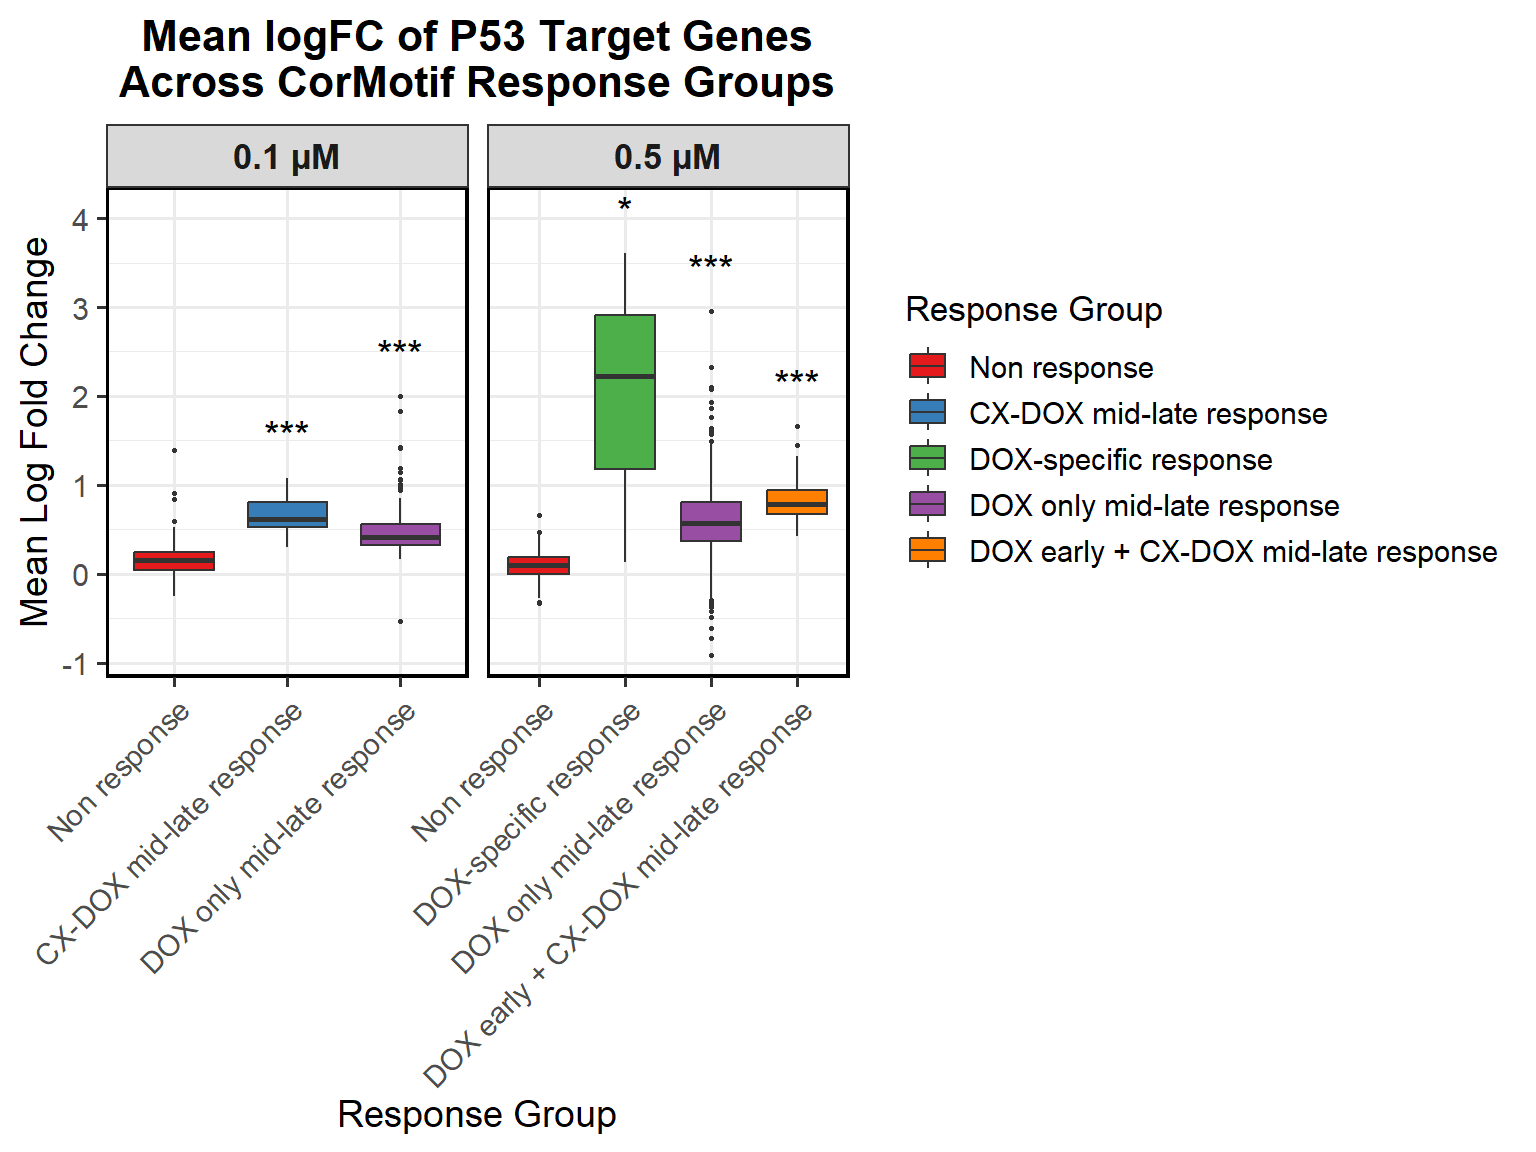 Mean logFC of P53 Target Genes
Across CorMotif Response Groups
0.1 µM
0.5 µM
Mean Log Fold Change
4
3
2
1
0
-1
***
***
*
***
***
Non response
CX-DOX mid-late response
DOX only mid-late response
Non response
DOX-specific response
DOX only mid-late response
DOX early + CX-DOX mid-late response
Response Group
Response Group
Non response
CX-DOX mid-late response
DOX-specific response
DOX only mid-late response
DOX early + CX-DOX mid-late response